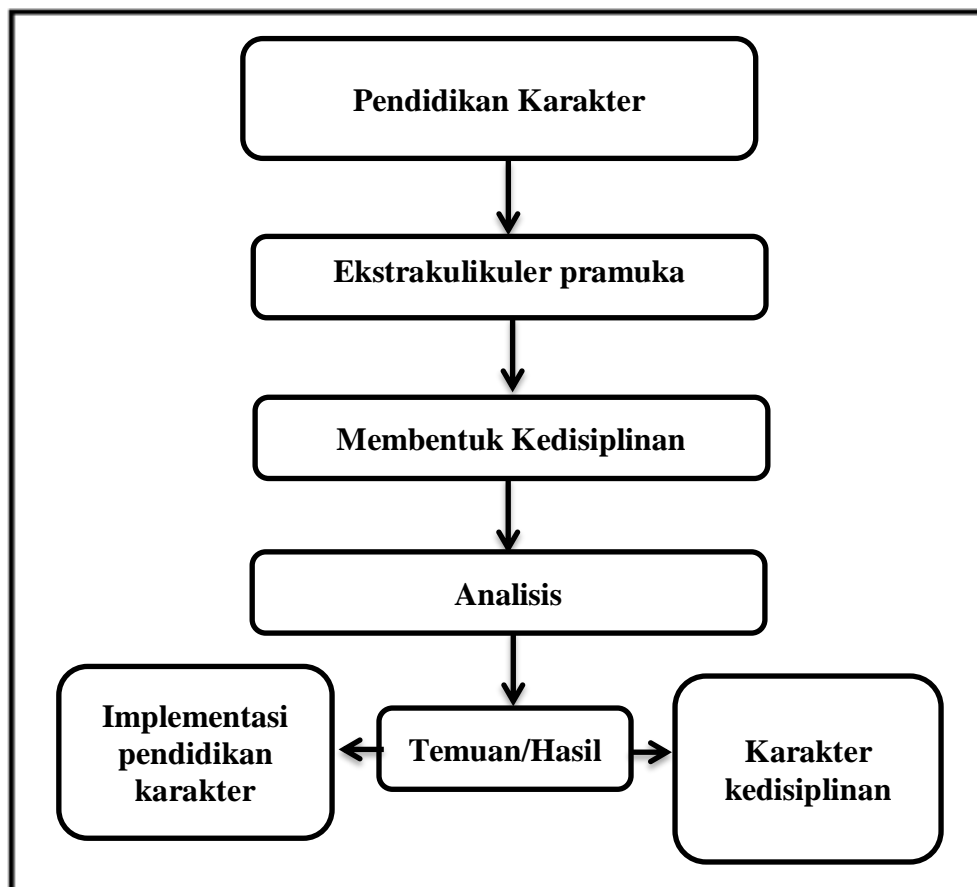 Pendidikan Karakter
Ekstrakulikuler pramuka
Membentuk Kedisiplinan
Analisis
Implementasi
pendidikan
karakter
Temuan/Hasil
Karakter
kedisiplinan